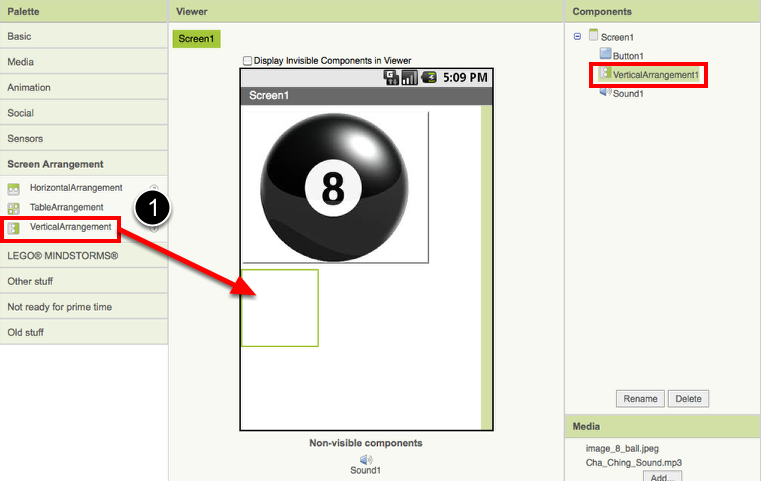 Palette
Viewer
Components
Basic
Media
Animation
Social
Sensors
Screen Arrangement
HorizontalArrangement
TableArrangement
VerticalArrangement
LEGO® MINDSTORMS®
Other stuff
Not ready for prime time
Old stuff
1
Screen1
Display Invisible Components in Viewer
5:09 PM
Screen1
8
Non-visible components
Sound1
Screen1
Button1
VerticalArrangement1
Sound1
Rename Delete
Media
image_8_ball.jpeg
Cha_Ching_Sound.mp3
Add...